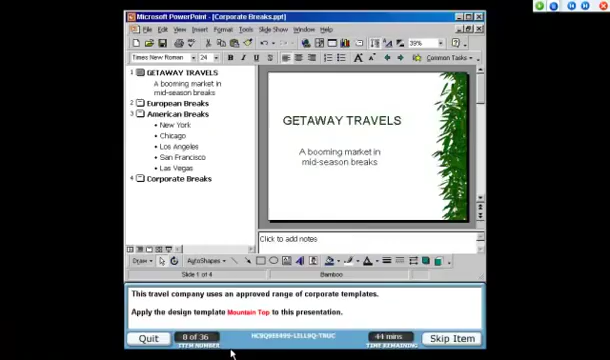 Microsoft PowerPoint - [Corporate Breaks.ppt]
File Edit View Insert Format Tools Slide Show Window Help
39%
Times New Roman 24 B I U S Common Tasks
1 GETAWAY TRAVELS
A booming market in
mid-season breaks
2 European Breaks
3 American Breaks
• New York
• Chicago
• Los Angeles
• San Francisco
• Las Vegas
4 Corporate Breaks
GETAWAY TRAVELS
A booming market in
mid-season breaks
Click to add notes
Draw AutoShapes
Slide 1 of 4 Bamboo
This travel company uses an approved range of corporate templates.
Apply the design template Mountain Top to this presentation.
Quit 8 of 36 44 mins Skip Item
ITEM NUMBER TIME REMAINING